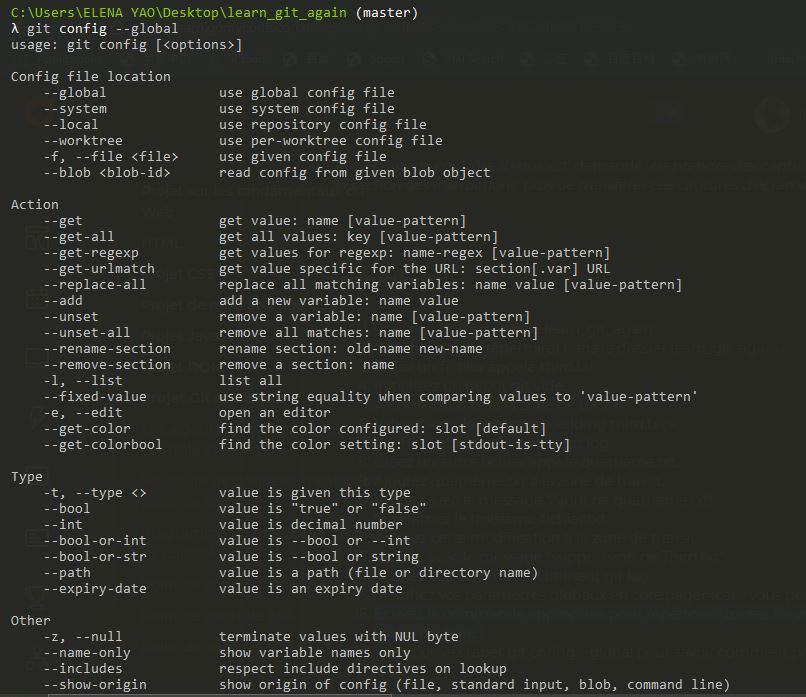 C:\Users\ELENA YAO\Desktop\learn_git_again (master)
λ git config --global
usage: git config [<options>]
Config file location
--global use global config file
--system use system config file
--local use repository config file
--worktree use per-worktree config file
-f, --file <file> use given config file
--blob <blob-id> read config from given blob object
Action
--get get value: name [value-pattern]
--get-all get all values: key [value-pattern]
--get-regexp get values for regexp: name-regex [value-pattern]
--get-urlmatch get value specific for the URL: section[.var] URL
--replace-all replace all matching variables: name value [value-pattern]
--add add a new variable: name value
--unset remove a variable: name [value-pattern]
--unset-all remove all matches: name [value-pattern]
--rename-section rename section: old-name new-name
--remove-section remove a section: name
-l, --list list all
--fixed-value use string equality when comparing values to 'value-pattern'
-e, --edit open an editor
--get-color find the color configured: slot [default]
--get-colorbool find the color setting: slot [stdout-is-tty]
Type
-t, --type <> value is given this type
--bool value is "true" or "false"
--int value is decimal number
--bool-or-int value is --bool or --int
--bool-or-str value is --bool or string
--path value is a path (file or directory name)
--expiry-date value is an expiry date
Other
-z, --null terminate values with NUL byte
--name-only show variable names only
--includes respect include directives on lookup
--show-origin show origin of config (file, standard input, blob, command line)